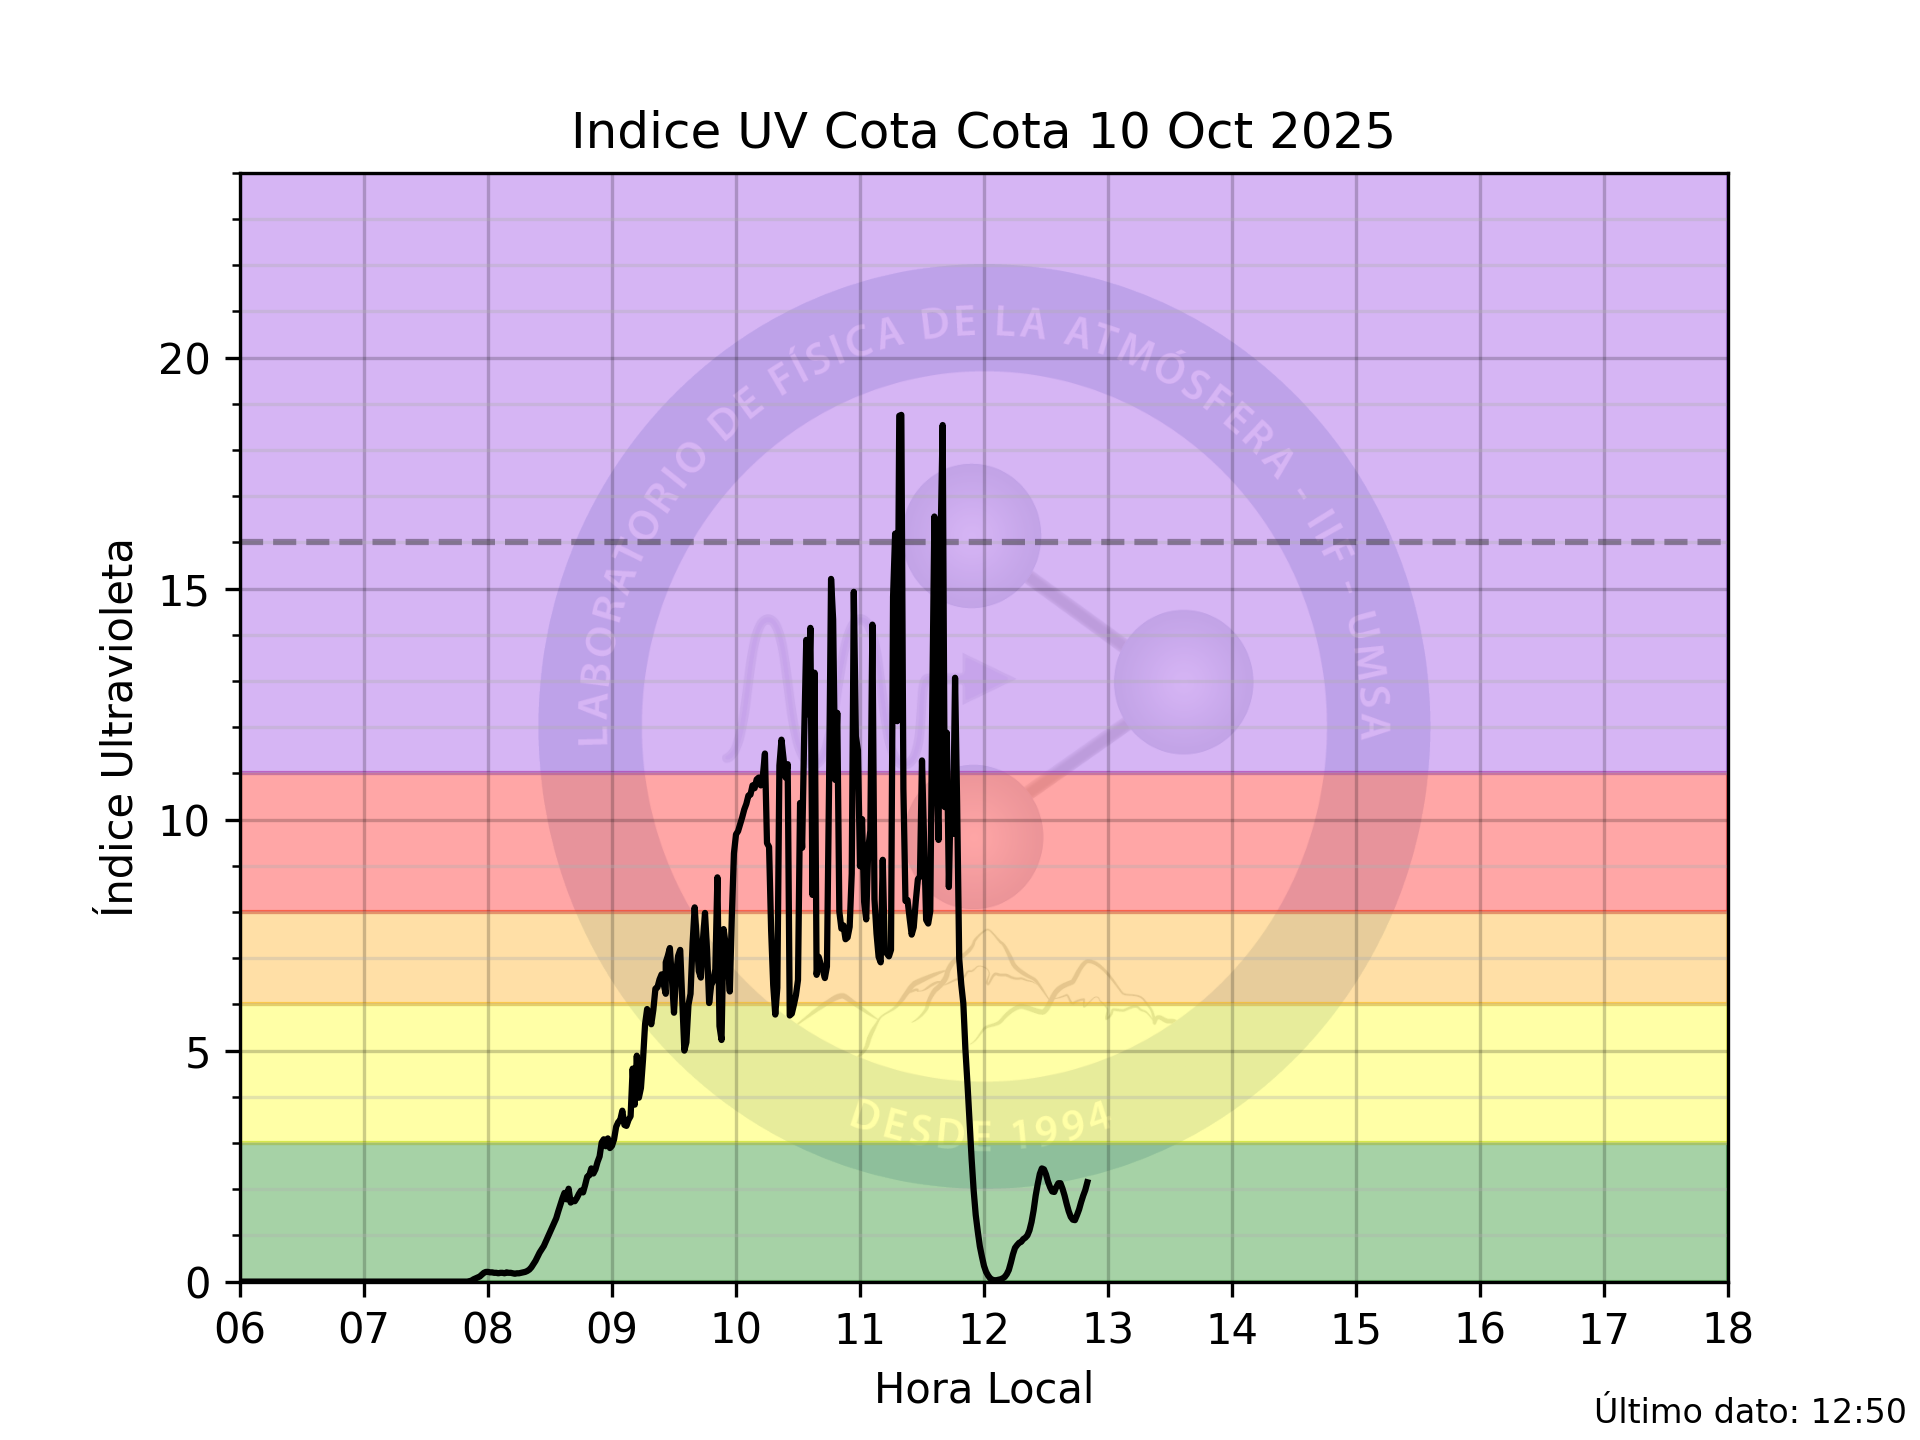 Indice UV Cota Cota 10 Oct 2025
LABORATORIO DE FÍSICA DE LA ATMÓSFERA - IIF - UMSA
DESDE 1994
Índice Ultravioleta
20
15
10
5
0
06 07 08 09 10 11 12 13 14 15 16 17 18
Hora Local
Último dato: 12:50